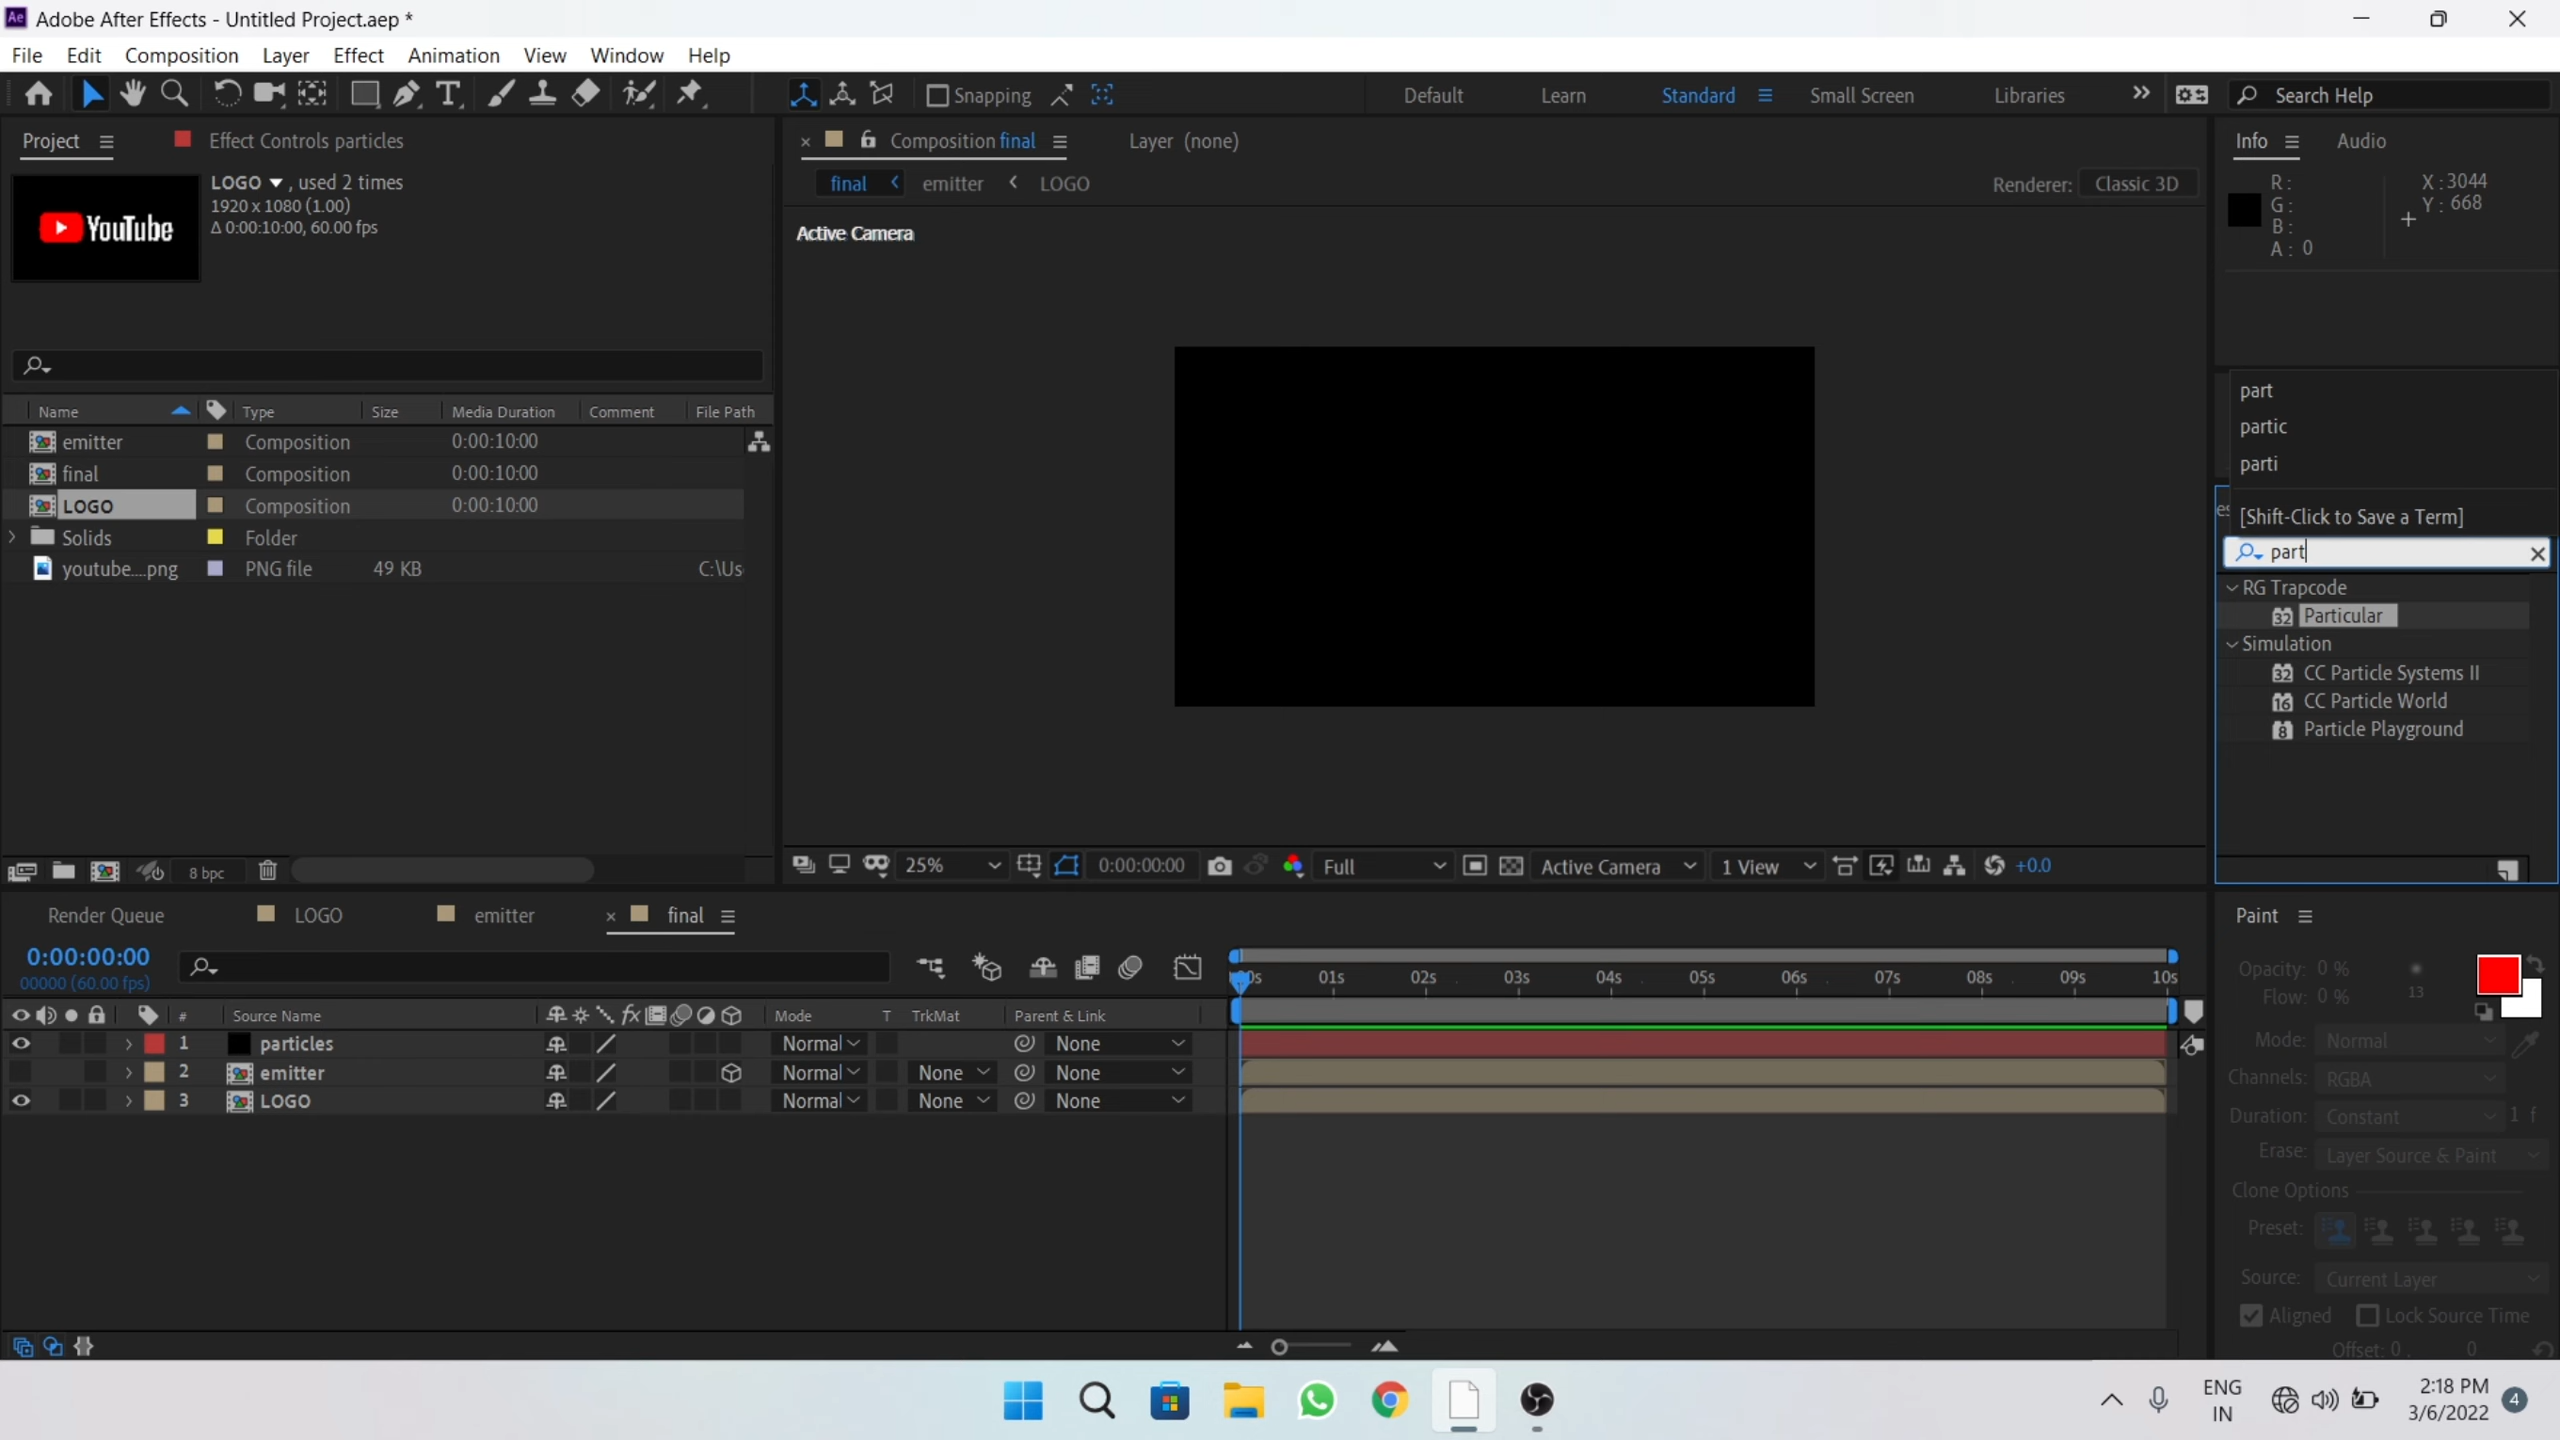 Adobe After Effects - Untitled Project.aep *
File Edit Composition Layer Effect Animation View Window Help
Snapping
Default Learn Standard Small Screen Libraries
Search Help
Project
Effect Controls particles
LOGO , used 2 times
1920 x 1080 (1.00)
Δ 0:00:10:00, 60.00 fps
YouTube
Name Type Size Media Duration Comment File Path
emitter Composition 0:00:10:00
final Composition 0:00:10:00
LOGO Composition 0:00:10:00
Solids Folder
youtube....png PNG file 49 KB C:\Us
8 bpc
Composition final
Layer (none)
final emitter LOGO
Renderer: Classic 3D
Active Camera
25% 0:00:00:00 Full Active Camera 1 View +0.0
Info Audio
R :
G :
B :
A : 0
X : 3044
Y : 668
part
partic
parti
[Shift-Click to Save a Term]
part
RG Trapcode
32 Particular
Simulation
32 CC Particle Systems II
16 CC Particle World
8 Particle Playground
Render Queue LOGO emitter final
0:00:00:00
00000 (60.00 fps)
# Source Name Mode T TrkMat Parent & Link
1 particles Normal None
2 emitter Normal None None
3 LOGO Normal None None
01s 02s 03s 04s 05s 06s 07s 08s 09s 10s
Paint
Opacity: 0 %
Flow: 0 %
13
Mode: Normal
Channels: RGBA
Duration: Constant 1 f
Erase: Layer Source & Paint
Clone Options
Preset:
Source: Current Layer
Aligned Lock Source Time
Offset: 0 , 0
ENG
IN
2:18 PM
3/6/2022
4